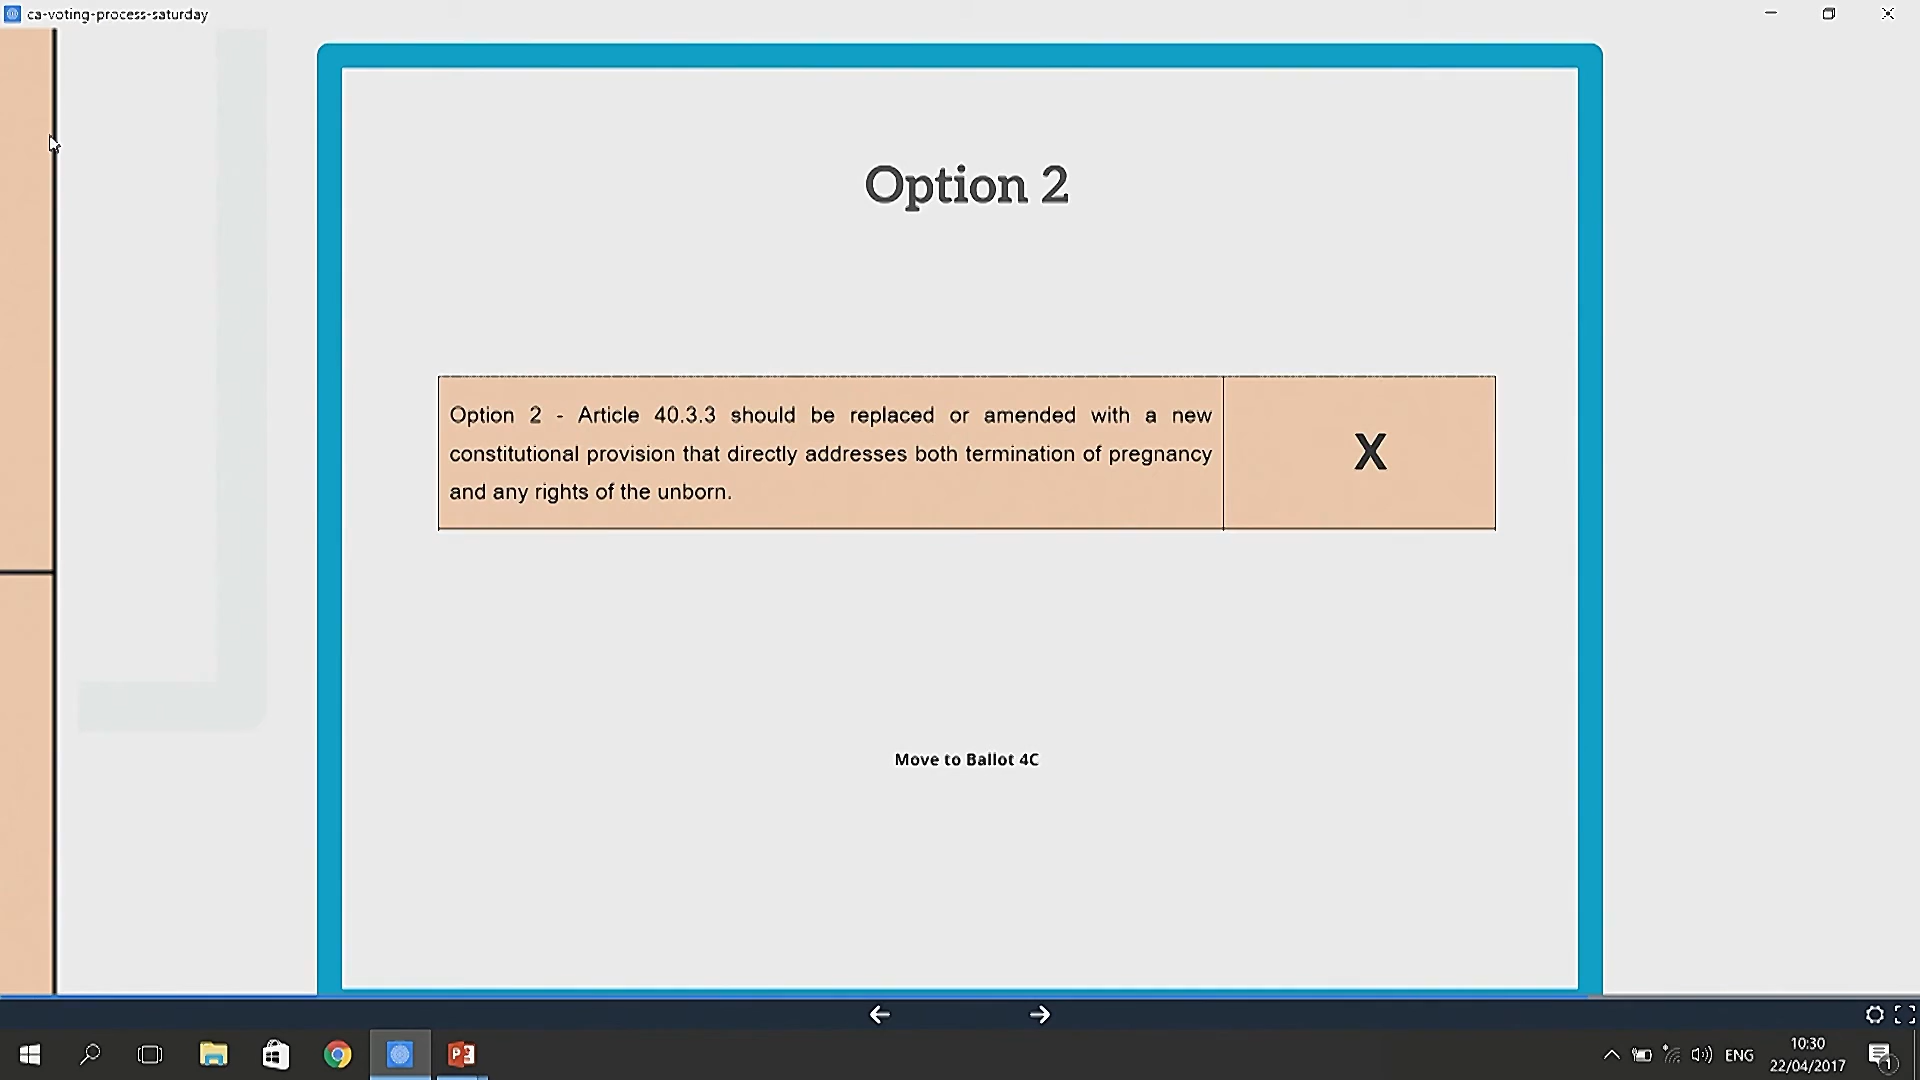 ca-voting-process-saturday
Option 2
Option 2 - Article 40.3.3 should be replaced or amended with a new
constitutional provision that directly addresses both termination of pregnancy
and any rights of the unborn.
X
Move to Ballot 4C
ENG
10:30
22/04/2017
1